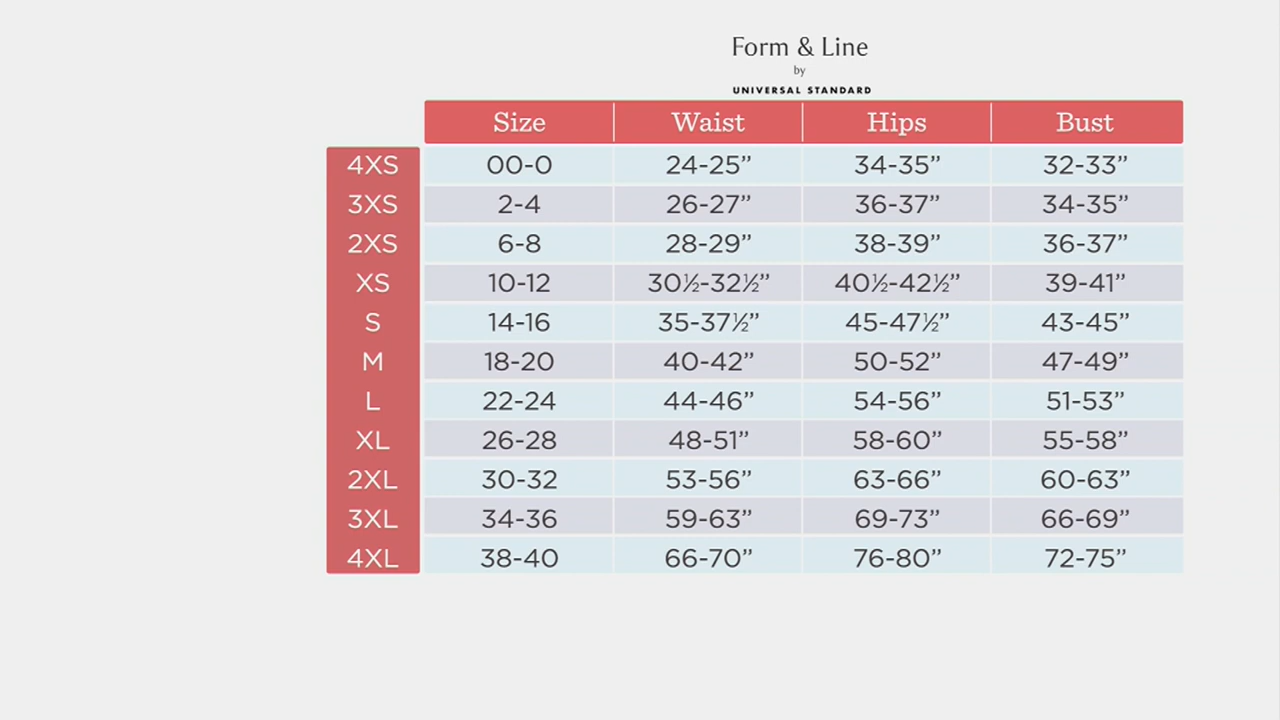 Form & Line
by
UNIVERSAL STANDARD
Size Waist Hips Bust
4XS 00-0 24-25” 34-35” 32-33”
3XS 2-4 26-27” 36-37” 34-35”
2XS 6-8 28-29” 38-39” 36-37”
XS 10-12 30½-32½” 40½-42½” 39-41”
S 14-16 35-37½” 45-47½” 43-45”
M 18-20 40-42” 50-52” 47-49”
L 22-24 44-46” 54-56” 51-53”
XL 26-28 48-51” 58-60” 55-58”
2XL 30-32 53-56” 63-66” 60-63”
3XL 34-36 59-63” 69-73” 66-69”
4XL 38-40 66-70” 76-80” 72-75”